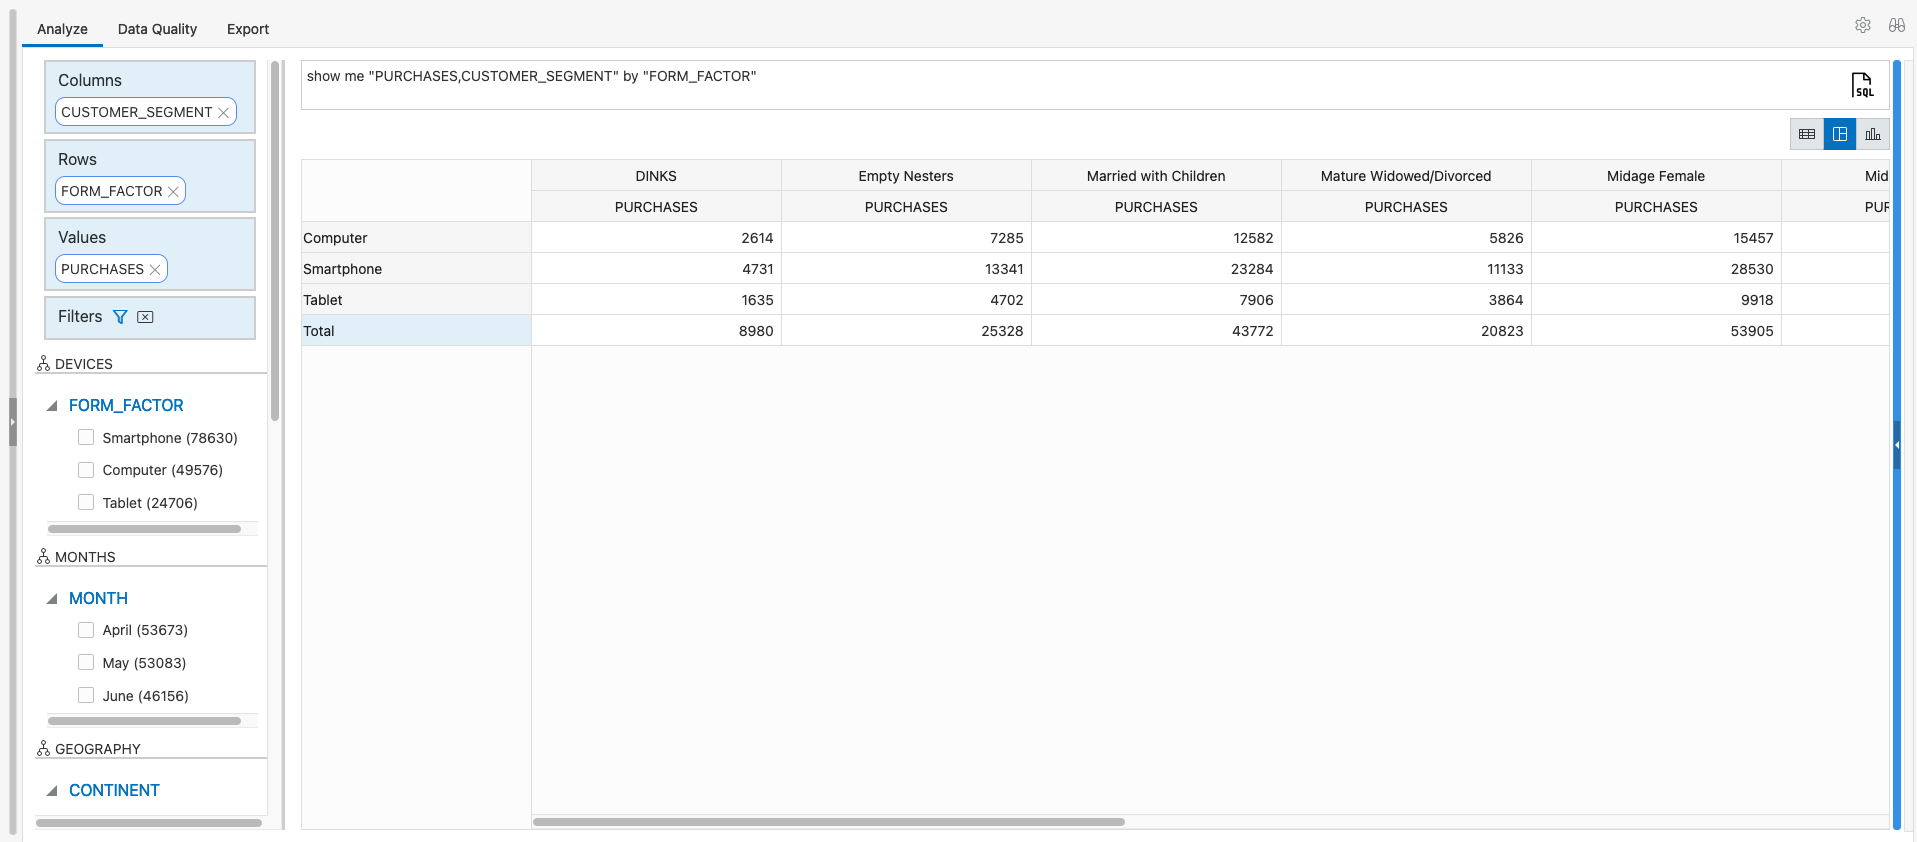 Analyze
Data Quality
Export
Columns
CUSTOMER_SEGMENT
Rows
FORM_FACTOR
Values
PURCHASES
Filters
DEVICES
FORM_FACTOR
Smartphone (78630)
Computer (49576)
Tablet (24706)
MONTHS
MONTH
April (53673)
May (53083)
June (46156)
GEOGRAPHY
CONTINENT
show me "PURCHASES,CUSTOMER_SEGMENT" by "FORM_FACTOR"
SQL
DINKS Empty Nesters Married with Children Mature Widowed/Divorced Midage Female Mid
PURCHASES PURCHASES PURCHASES PURCHASES PURCHASES PUR
Computer 2614 7285 12582 5826 15457
Smartphone 4731 13341 23284 11133 28530
Tablet 1635 4702 7906 3864 9918
Total 8980 25328 43772 20823 53905